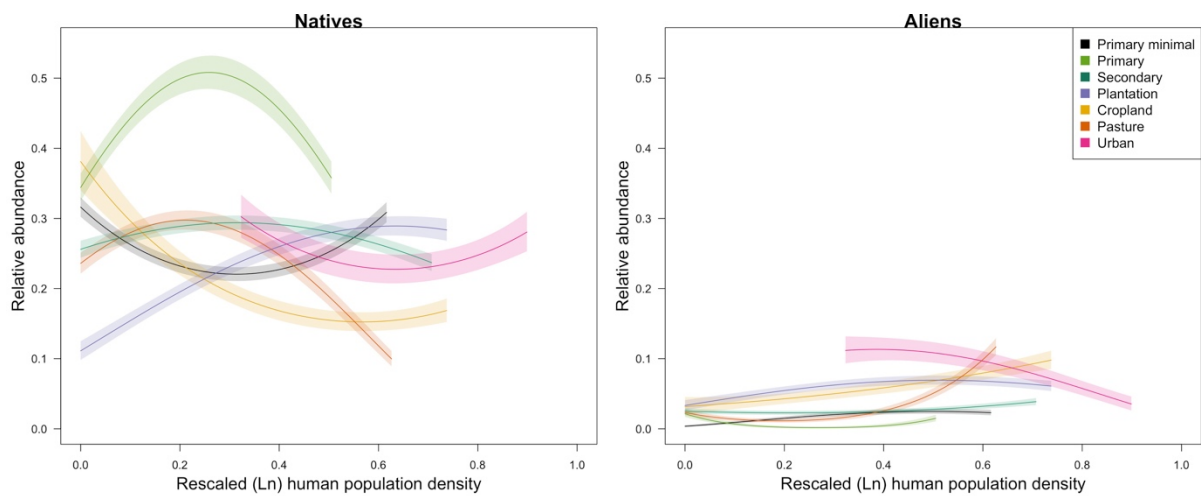 Natives
Relative abundance
0.5
0.4
0.3
0.2
0.1
0.0
0.0 0.2 0.4 0.6 0.8 1.0
Rescaled (Ln) human population density
Aliens
Relative abundance
0.5
0.4
0.3
0.2
0.1
0.0
0.0 0.2 0.4 0.6 0.8 1.0
Rescaled (Ln) human population density
Primary minimal
Primary
Secondary
Plantation
Cropland
Pasture
Urban